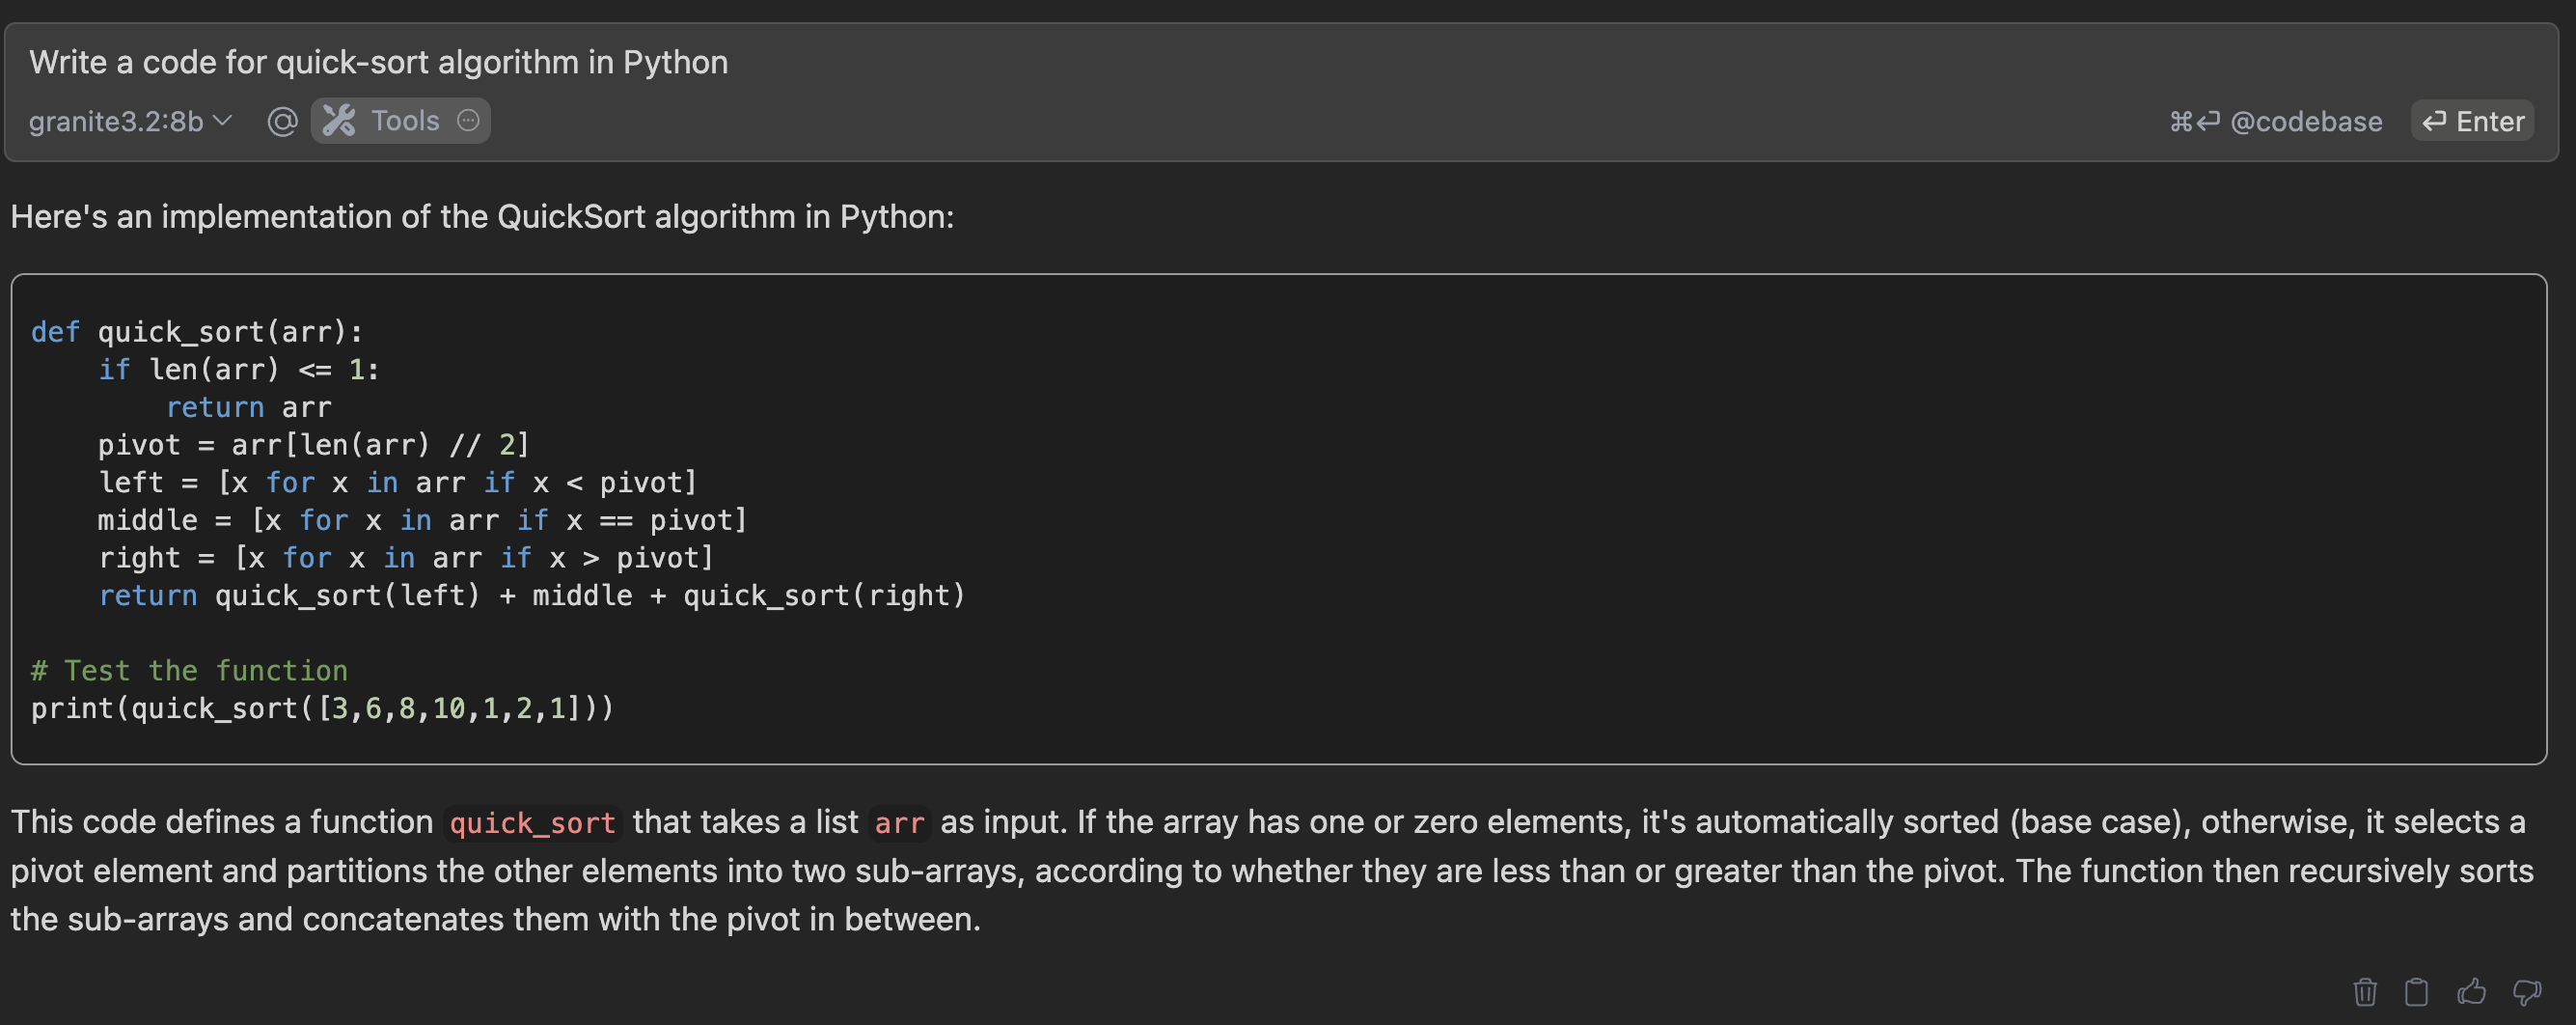 Write a code for quick-sort algorithm in Python
granite3.2:8b @ Tools ⌘⏎ @codebase ⏎ Enter
Here's an implementation of the QuickSort algorithm in Python:
def quick_sort(arr):
    if len(arr) <= 1:
        return arr
    pivot = arr[len(arr) // 2]
    left = [x for x in arr if x < pivot]
    middle = [x for x in arr if x == pivot]
    right = [x for x in arr if x > pivot]
    return quick_sort(left) + middle + quick_sort(right)
# Test the function
print(quick_sort([3,6,8,10,1,2,1]))
This code defines a function quick_sort that takes a list arr as input. If the array has one or zero elements, it's automatically sorted (base case), otherwise, it selects a
pivot element and partitions the other elements into two sub-arrays, according to whether they are less than or greater than the pivot. The function then recursively sorts
the sub-arrays and concatenates them with the pivot in between.